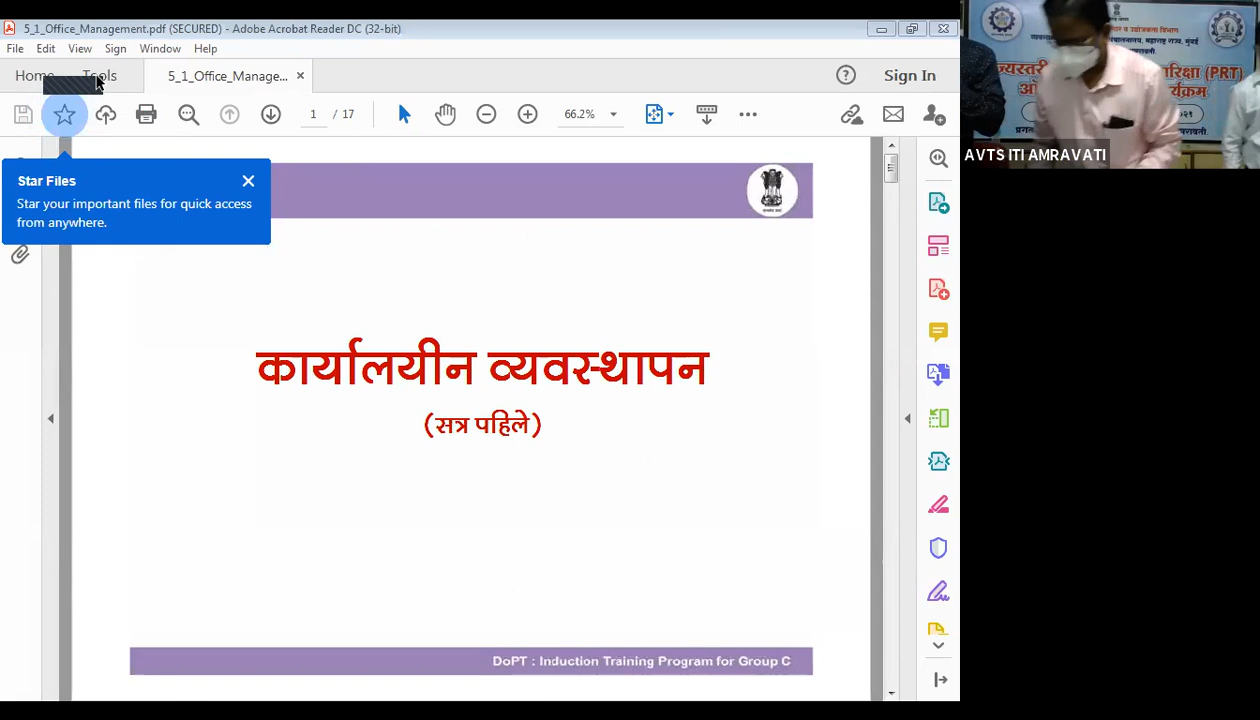 5_1_Office_Management.pdf (SECURED) - Adobe Acrobat Reader DC (32-bit)
File Edit View Sign Window Help
Home Tools 5_1_Office_Manage... Sign In
1 / 17 66.2%
Star Files
Star your important files for quick access
from anywhere.
कार्यालयीन व्यवस्थापन
(सत्र पहिले)
DoPT : Induction Training Program for Group C
(PRT)
AVTS ITI AMRAVATI